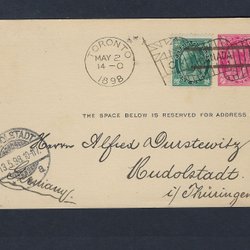 TORONTO
MAY 2
14-0
1898
THE SPACE BELOW IS RESERVED FOR ADDRESS
Herrn Alfred Durstewitz
Rudolstadt.
i/Thüringen
Germany